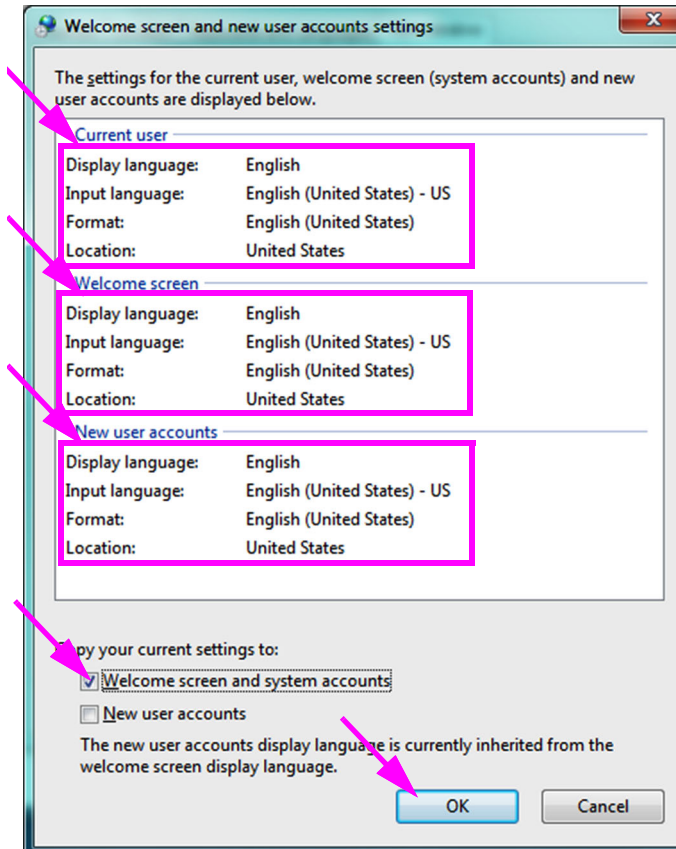 Welcome screen and new user accounts settings
The settings for the current user, welcome screen (system accounts) and new
user accounts are displayed below.
Current user
Display language: English
Input language: English (United States) - US
Format: English (United States)
Location: United States
Welcome screen
Display language: English
Input language: English (United States) - US
Format: English (United States)
Location: United States
New user accounts
Display language: English
Input language: English (United States) - US
Format: English (United States)
Location: United States
Copy your current settings to:
Welcome screen and system accounts
New user accounts
The new user accounts display language is currently inherited from the
welcome screen display language.
OK Cancel